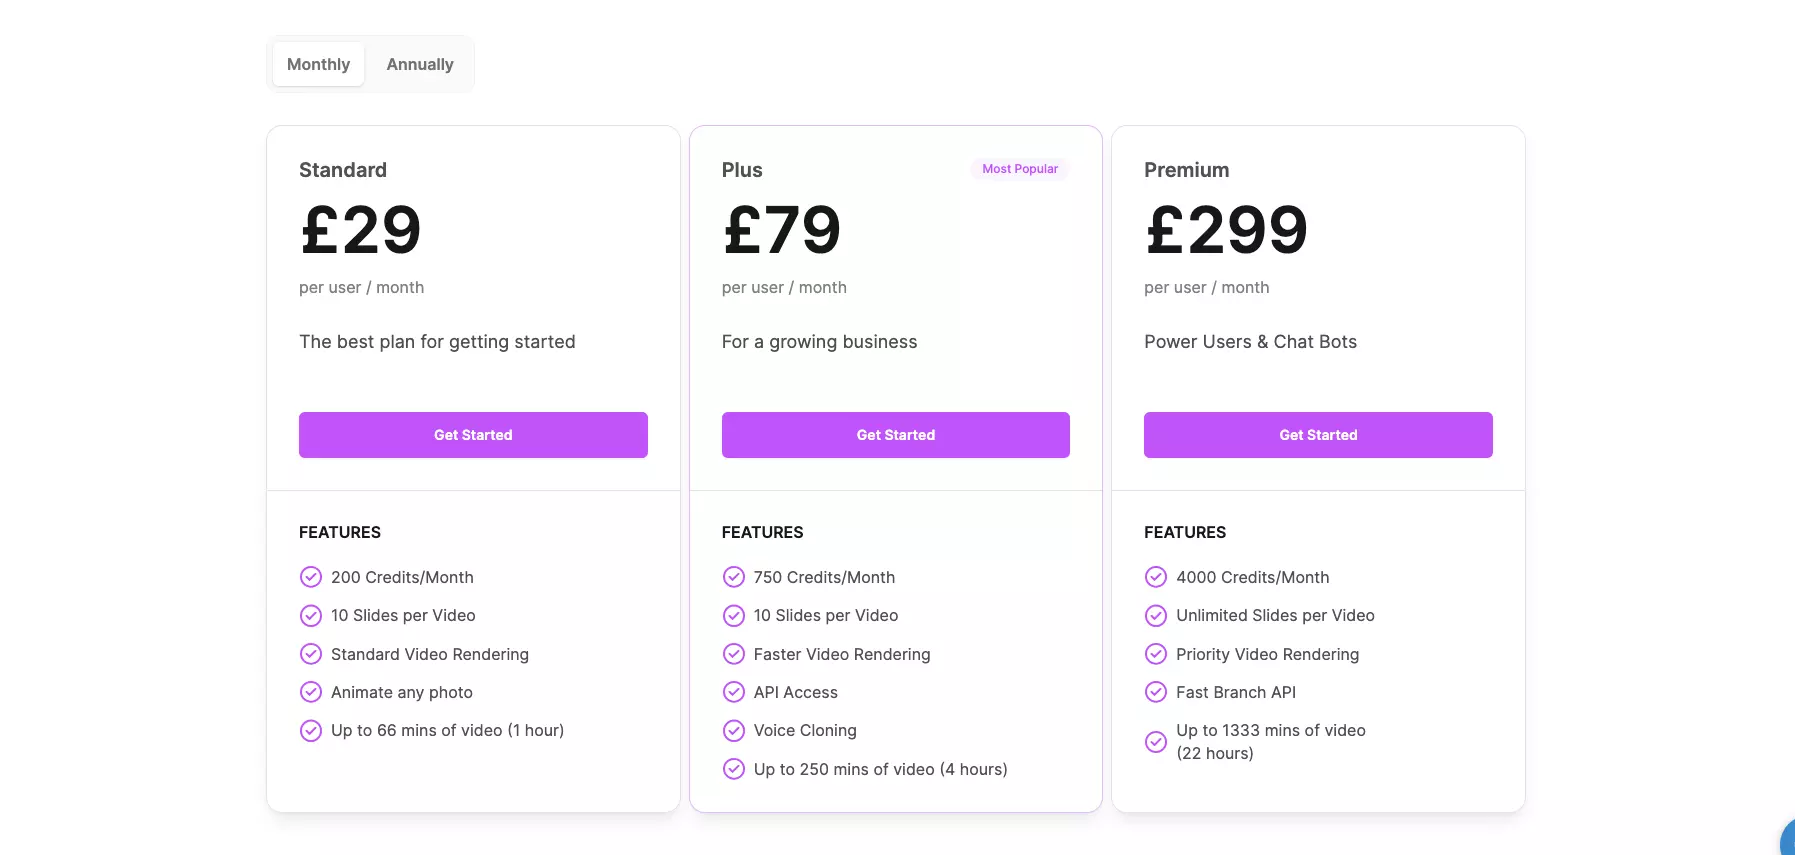 Monthly
Annually
Standard
£29
per user / month
The best plan for getting started
Get Started
FEATURES
200 Credits/Month
10 Slides per Video
Standard Video Rendering
Animate any photo
Up to 66 mins of video (1 hour)
Plus
Most Popular
£79
per user / month
For a growing business
Get Started
FEATURES
750 Credits/Month
10 Slides per Video
Faster Video Rendering
API Access
Voice Cloning
Up to 250 mins of video (4 hours)
Premium
£299
per user / month
Power Users & Chat Bots
Get Started
FEATURES
4000 Credits/Month
Unlimited Slides per Video
Priority Video Rendering
Fast Branch API
Up to 1333 mins of video
(22 hours)